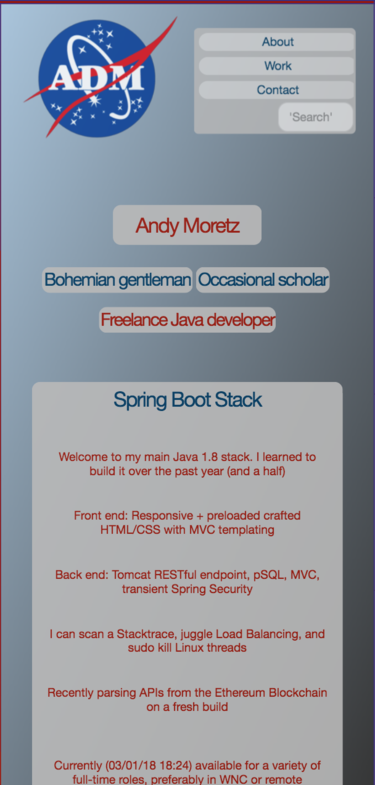 ADM
About
Work
Contact
'Search'
Andy Moretz
Bohemian gentleman Occasional scholar
Freelance Java developer
Spring Boot Stack
Welcome to my main Java 1.8 stack. I learned to
build it over the past year (and a half)
Front end: Responsive + preloaded crafted
HTML/CSS with MVC templating
Back end: Tomcat RESTful endpoint, pSQL, MVC,
transient Spring Security
I can scan a Stacktrace, juggle Load Balancing, and
sudo kill Linux threads
Recently parsing APIs from the Ethereum Blockchain
on a fresh build
Currently (03/01/18 18:24) available for a variety of
full-time roles, preferably in WNC or remote